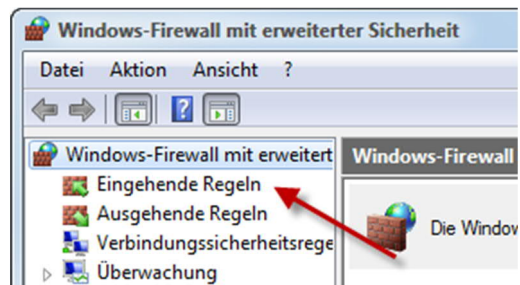 Windows-Firewall mit erweiterter Sicherheit
Datei Aktion Ansicht ?
Windows-Firewall mit erweitert
Eingehende Regeln
Ausgehende Regeln
Verbindungssicherheitsrege
Überwachung
Windows-Firewall
Die Window